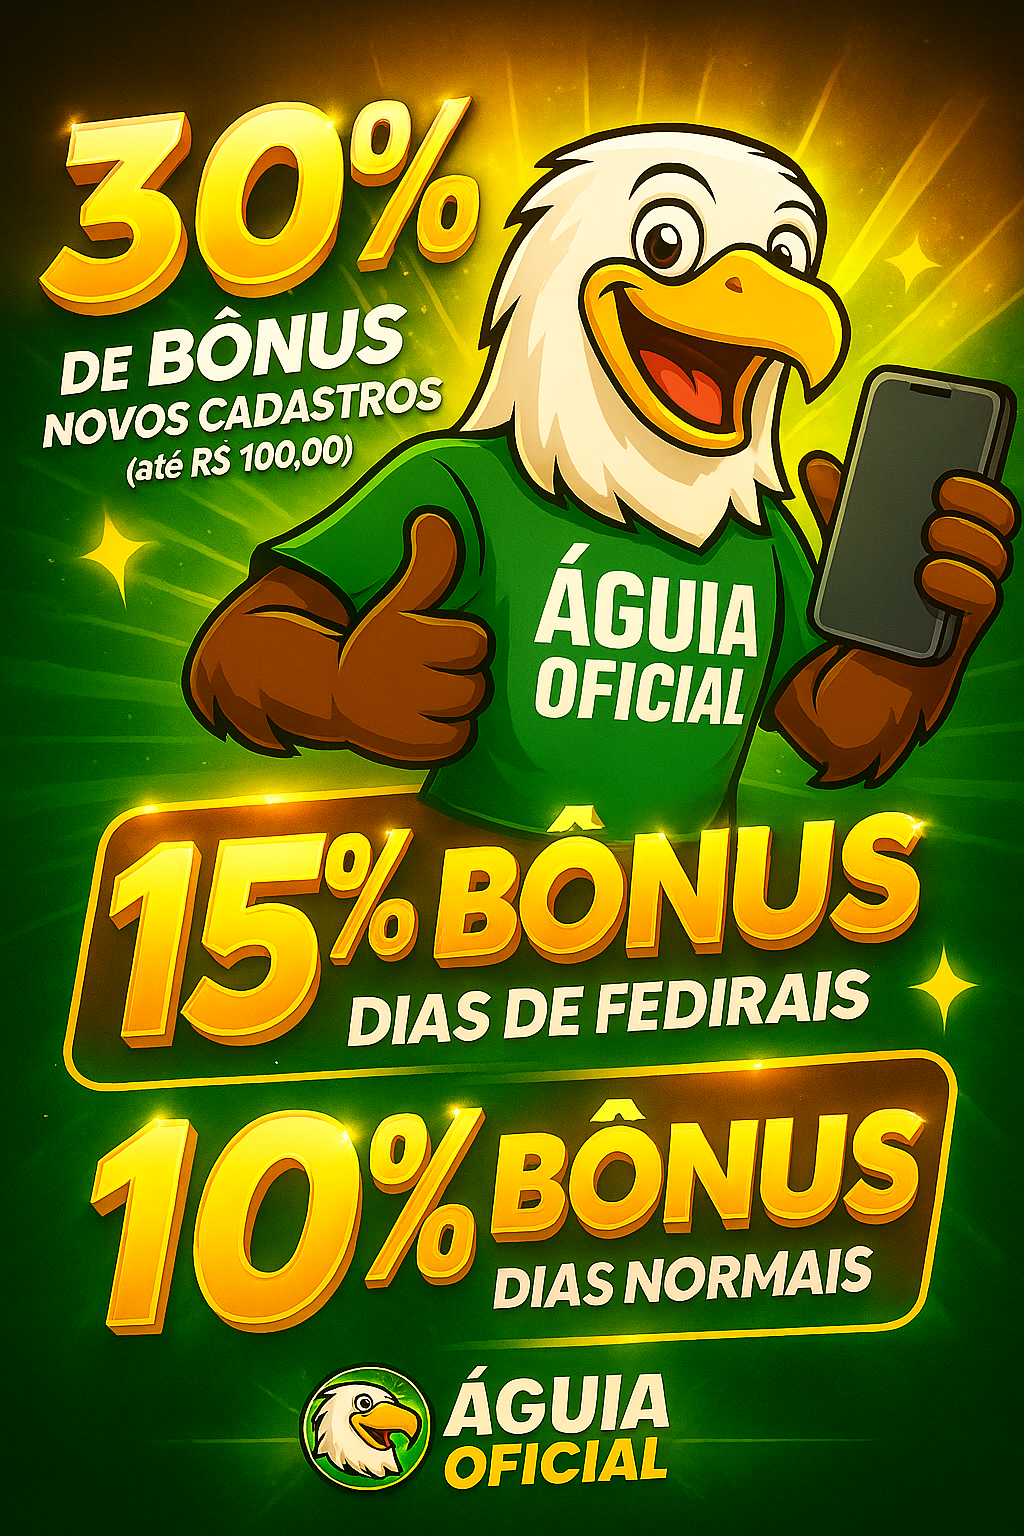 30%
DE BÔNUS
NOVOS CADASTROS
(até R$ 100,00)
ÁGUIA
OFICIAL
15% BÔNUS
DIAS DE FEDIRAIS
10% BÔNUS
DIAS NORMAIS
ÁGUIA
OFICIAL